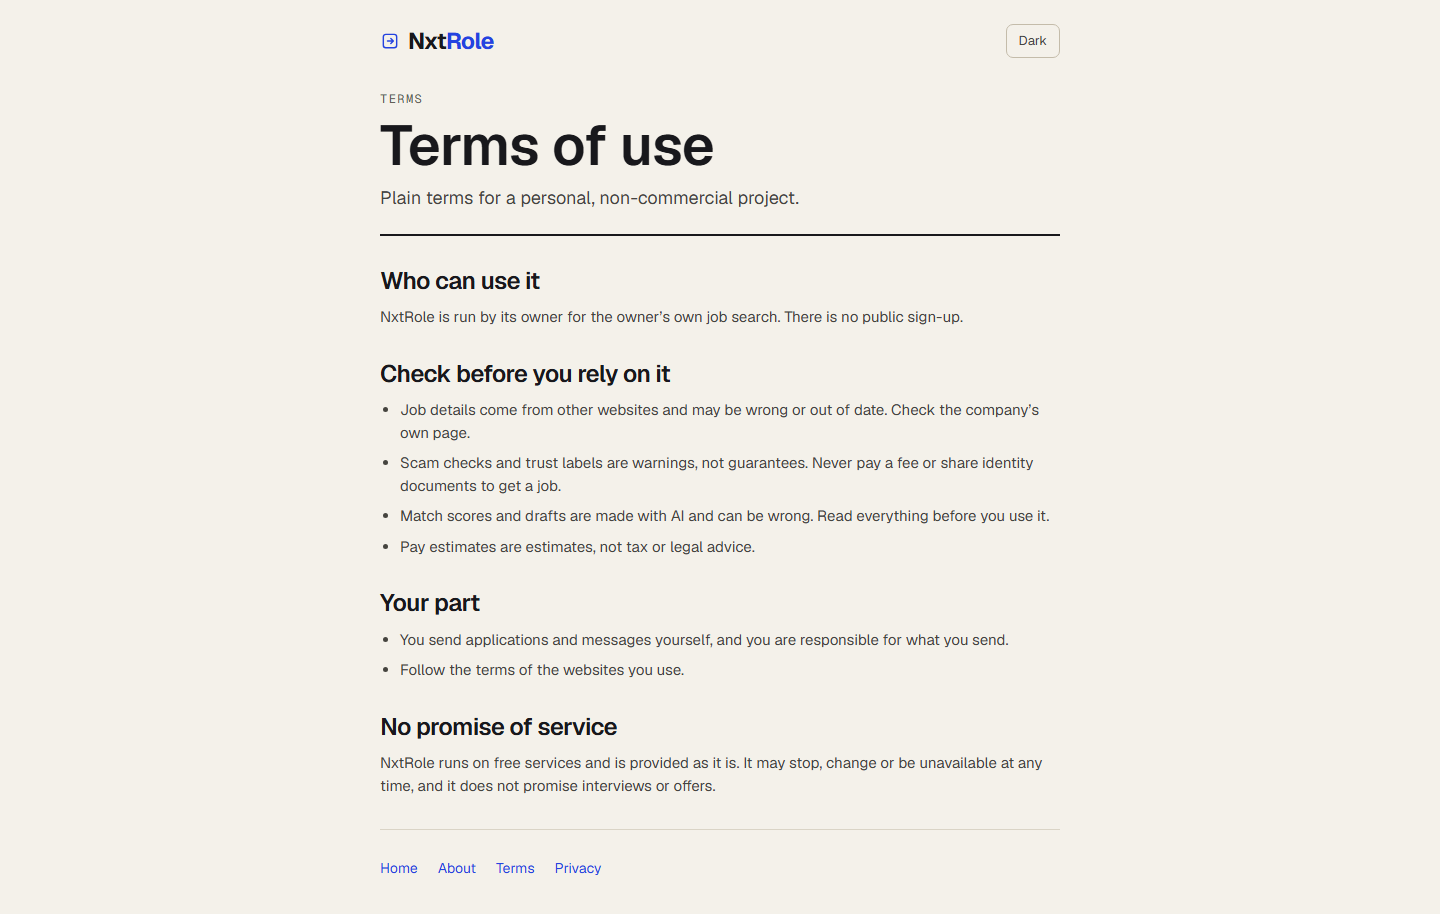 NxtRole
Dark
TERMS
Terms of use
Plain terms for a personal, non-commercial project.
Who can use it
NxtRole is run by its owner for the owner’s own job search. There is no public sign-up.
Check before you rely on it
• Job details come from other websites and may be wrong or out of date. Check the company’s
own page.
• Scam checks and trust labels are warnings, not guarantees. Never pay a fee or share identity
documents to get a job.
• Match scores and drafts are made with AI and can be wrong. Read everything before you use it.
• Pay estimates are estimates, not tax or legal advice.
Your part
• You send applications and messages yourself, and you are responsible for what you send.
• Follow the terms of the websites you use.
No promise of service
NxtRole runs on free services and is provided as it is. It may stop, change or be unavailable at any
time, and it does not promise interviews or offers.
Home About Terms Privacy